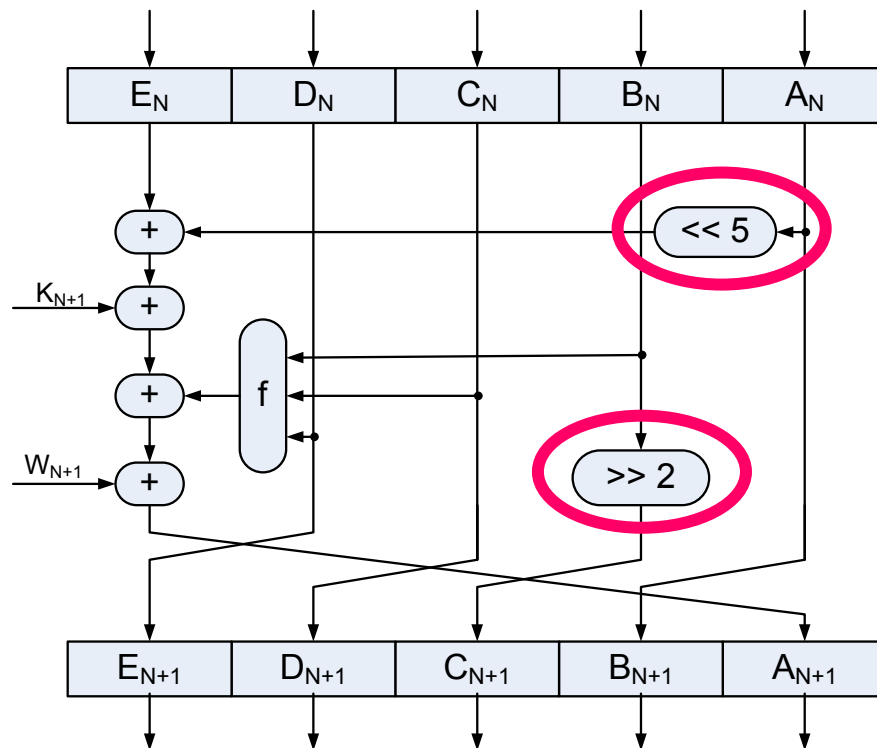 E_N D_N C_N B_N A_N
+ << 5
K_N+1 +
+ f
>> 2
W_N+1 +
E_N+1 D_N+1 C_N+1 B_N+1 A_N+1